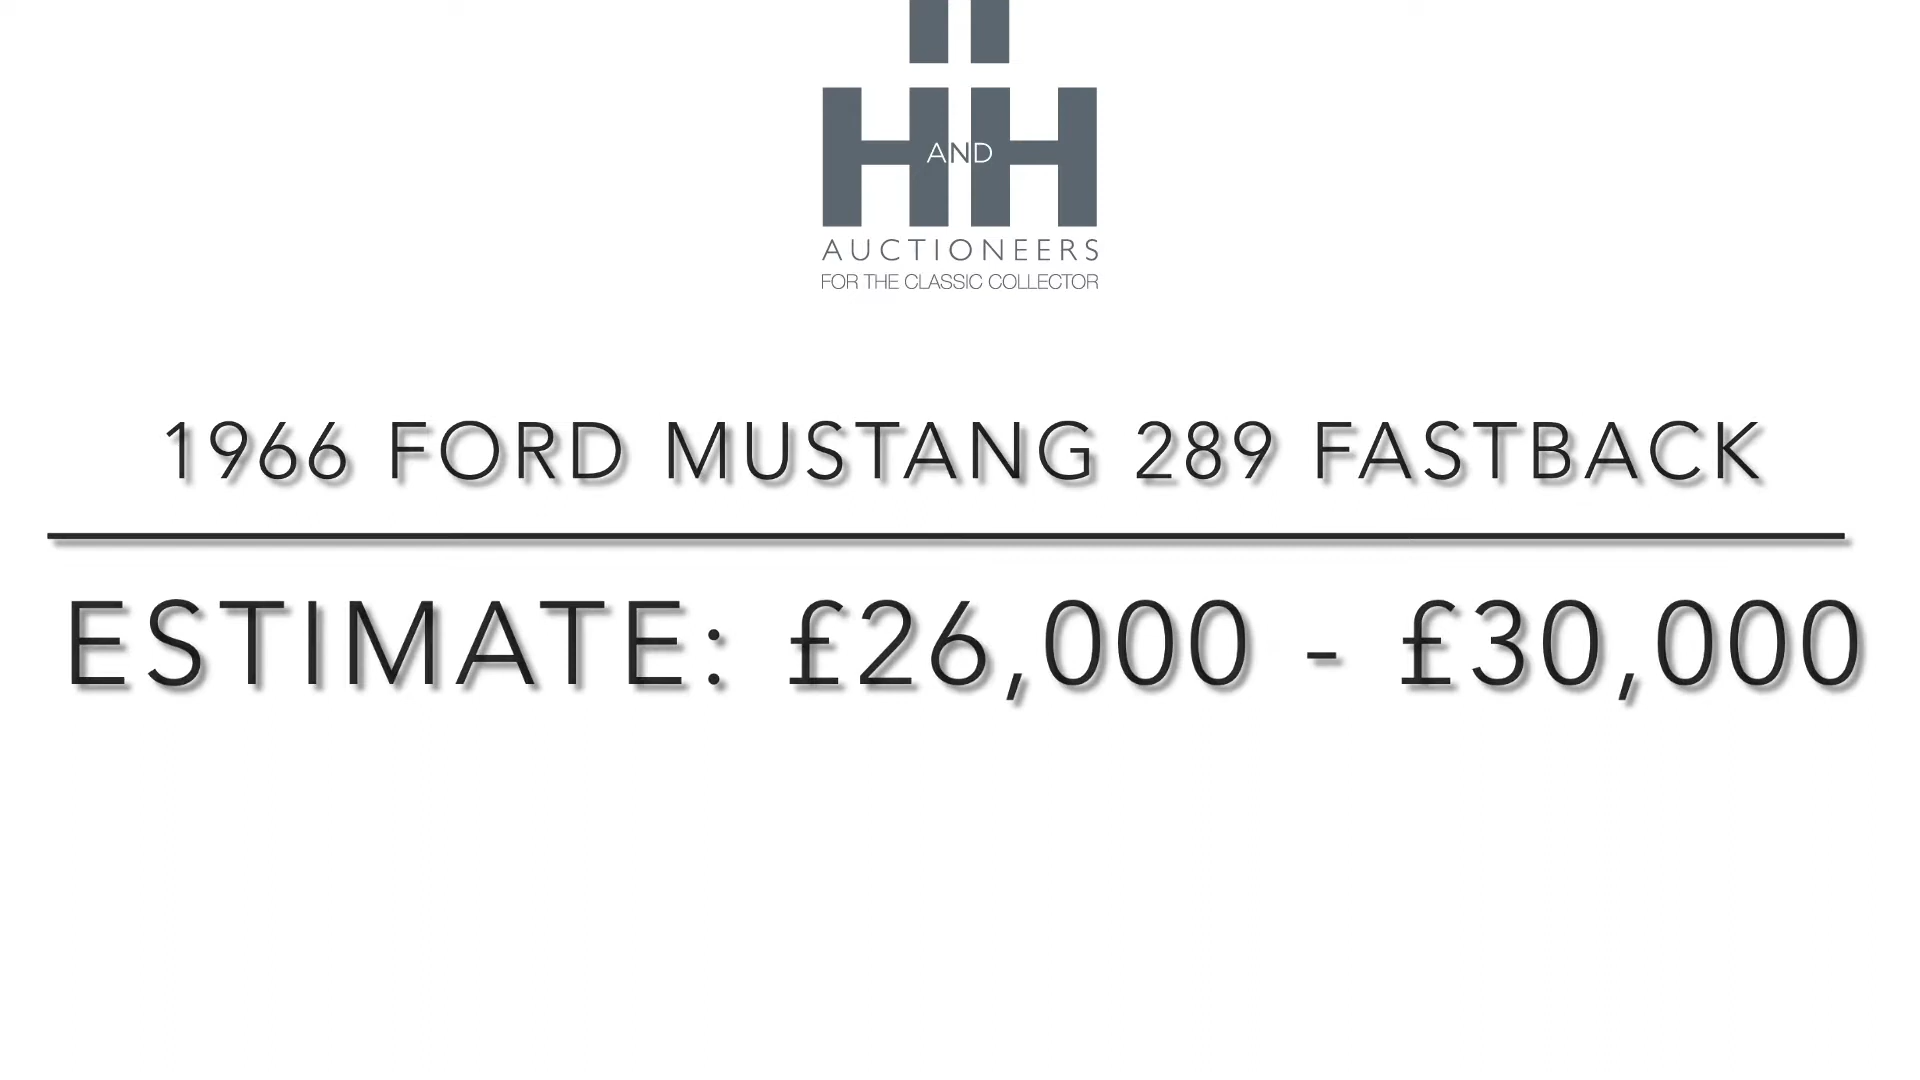 H AND H
AUCTIONEERS
FOR THE CLASSIC COLLECTOR
1966 FORD MUSTANG 289 FASTBACK
ESTIMATE: £26,000 - £30,000